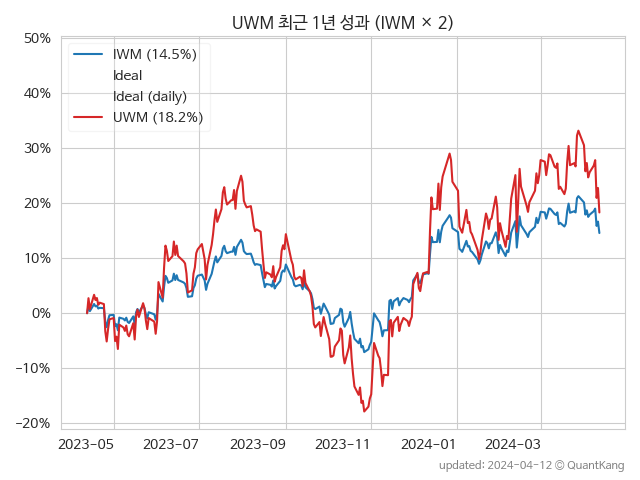 UWM 최근 1년 성과 (IWM × 2)
50%
40%
30%
20%
10%
0%
−10%
−20%
IWM (14.5%)
Ideal
Ideal (daily)
UWM (18.2%)
2023-05 2023-07 2023-09 2023-11 2024-01 2024-03
updated: 2024-04-12 © QuantKang